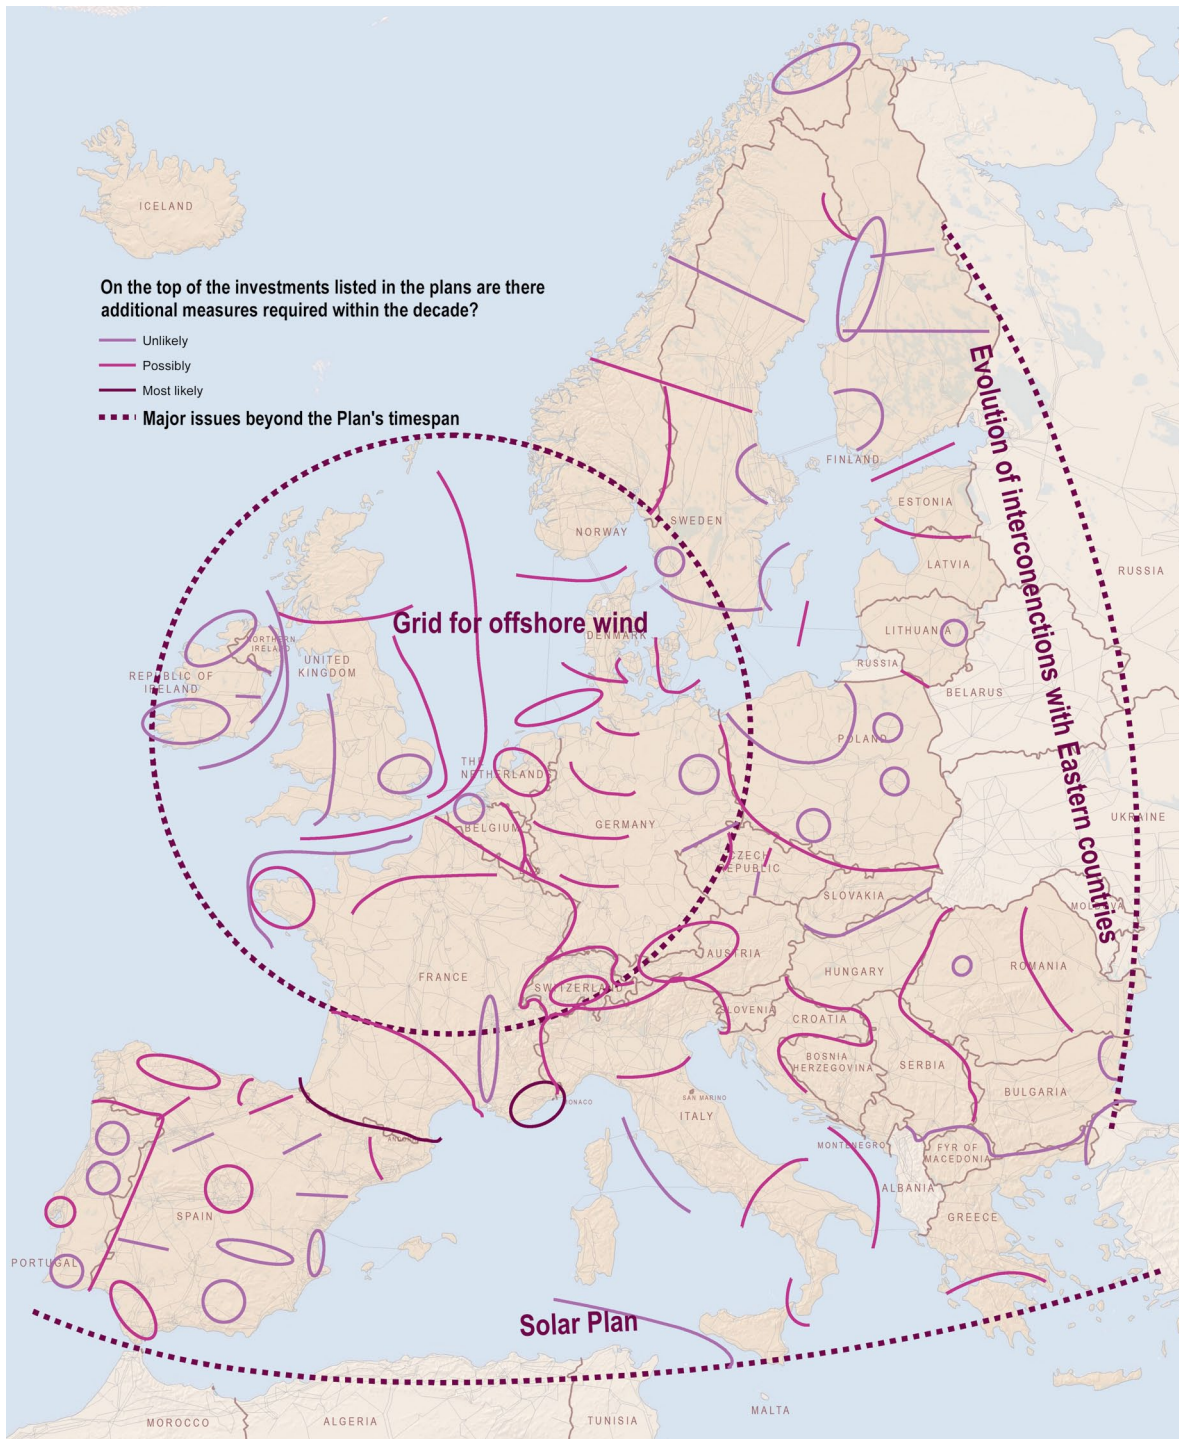 ICELAND
On the top of the investments listed in the plans are there
additional measures required within the decade?
Unlikely
Possibly
Most likely
Major issues beyond the Plan's timespan
Evolution of interconenctions with Eastern countries
FINLAND
NORWAY
SWEDEN
ESTONIA
RUSSIA
LATVIA
Grid for offshore wind
DENMARK
LITHUANIA
NORTHERN
IRELAND
UNITED
KINGDOM
REPUBLIC OF
IRELAND
RUSSIA
BELARUS
POLAND
THE
NETHERLANDS
BELGIUM
GERMANY
UKRAINE
CZECH
REPUBLIC
SLOVAKIA
MOLDOVA
AUSTRIA
FRANCE
SWITZERLAND
HUNGARY
ROMANIA
SLOVENIA
CROATIA
BOSNIA
HERZEGOVINA
SERBIA
BULGARIA
MONACO
SAN MARINO
ITALY
ANDORRA
MONTENEGRO
FYR OF
MACEDONIA
ALBANIA
GREECE
SPAIN
PORTUGAL
Solar Plan
MALTA
MOROCCO
ALGERIA
TUNISIA